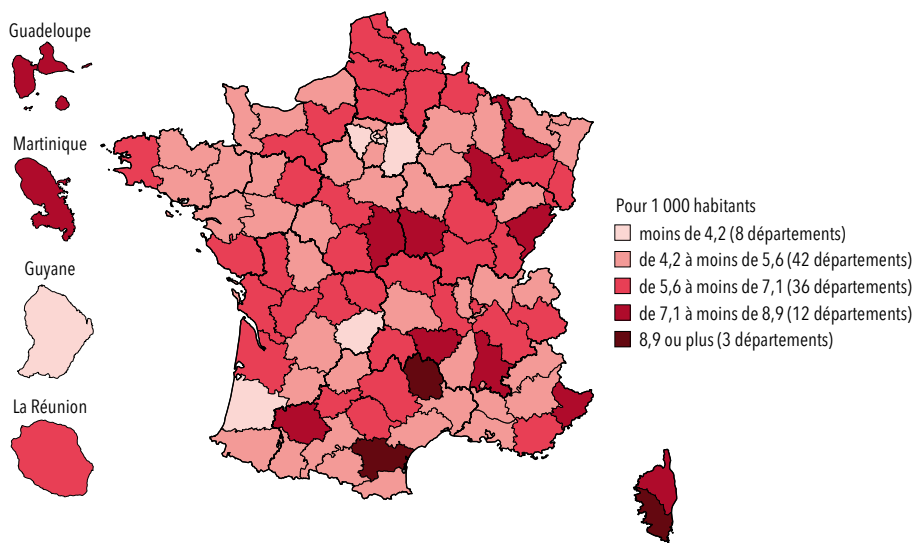 Guadeloupe
Martinique
Guyane
La Réunion
Pour 1 000 habitants
moins de 4,2 (8 départements)
de 4,2 à moins de 5,6 (42 départements)
de 5,6 à moins de 7,1 (36 départements)
de 7,1 à moins de 8,9 (12 départements)
8,9 ou plus (3 départements)